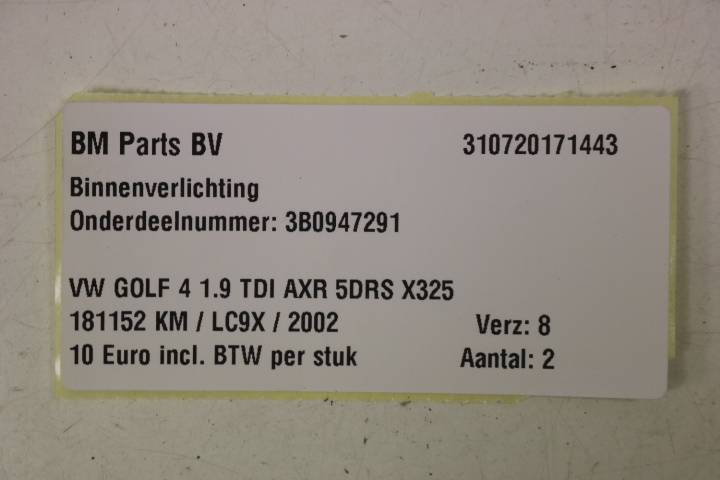 BM Parts BV 310720171443
Binnenverlichting
Onderdeelnummer: 3B0947291
VW GOLF 4 1.9 TDI AXR 5DRS X325
181152 KM / LC9X / 2002 Verz: 8
10 Euro incl. BTW per stuk Aantal: 2